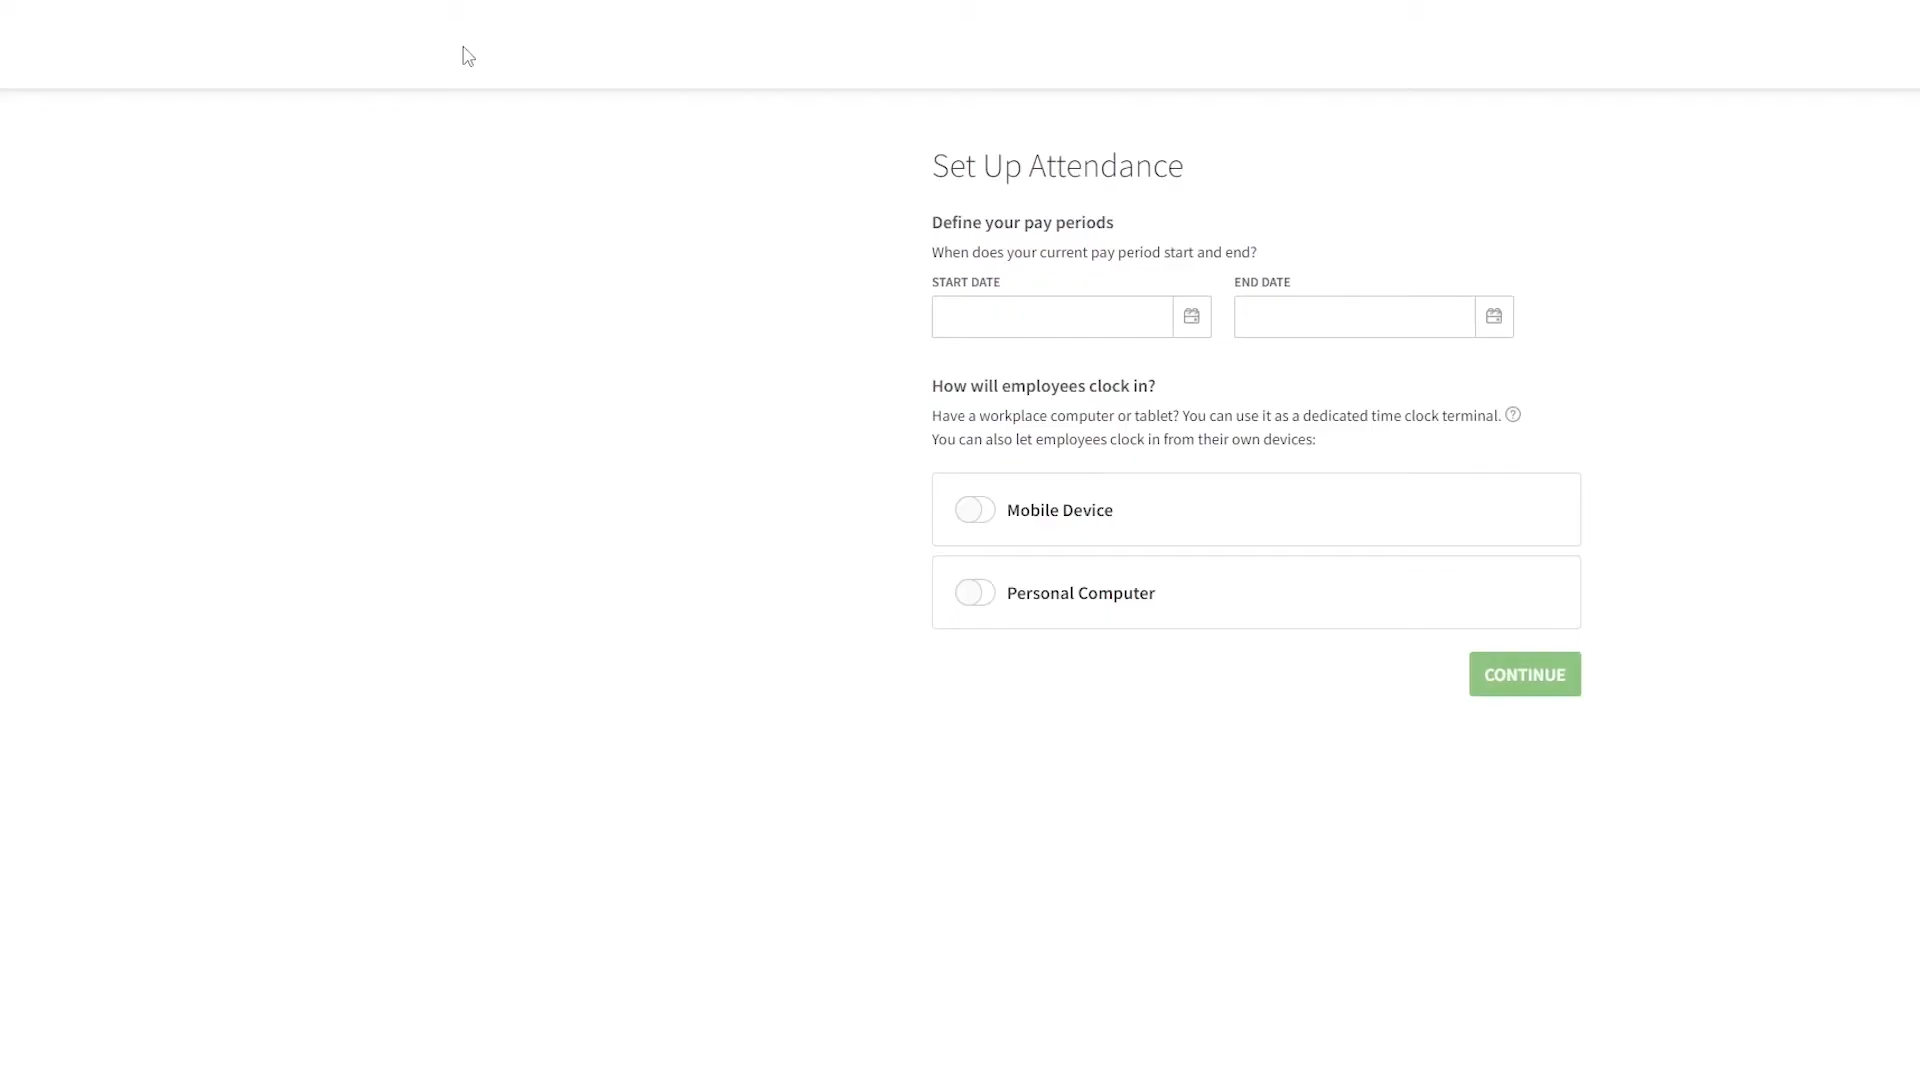 Set Up Attendance
Define your pay periods
When does your current pay period start and end?
START DATE
END DATE
How will employees clock in?
Have a workplace computer or tablet? You can use it as a dedicated time clock terminal. ?
You can also let employees clock in from their own devices:
Mobile Device
Personal Computer
CONTINUE